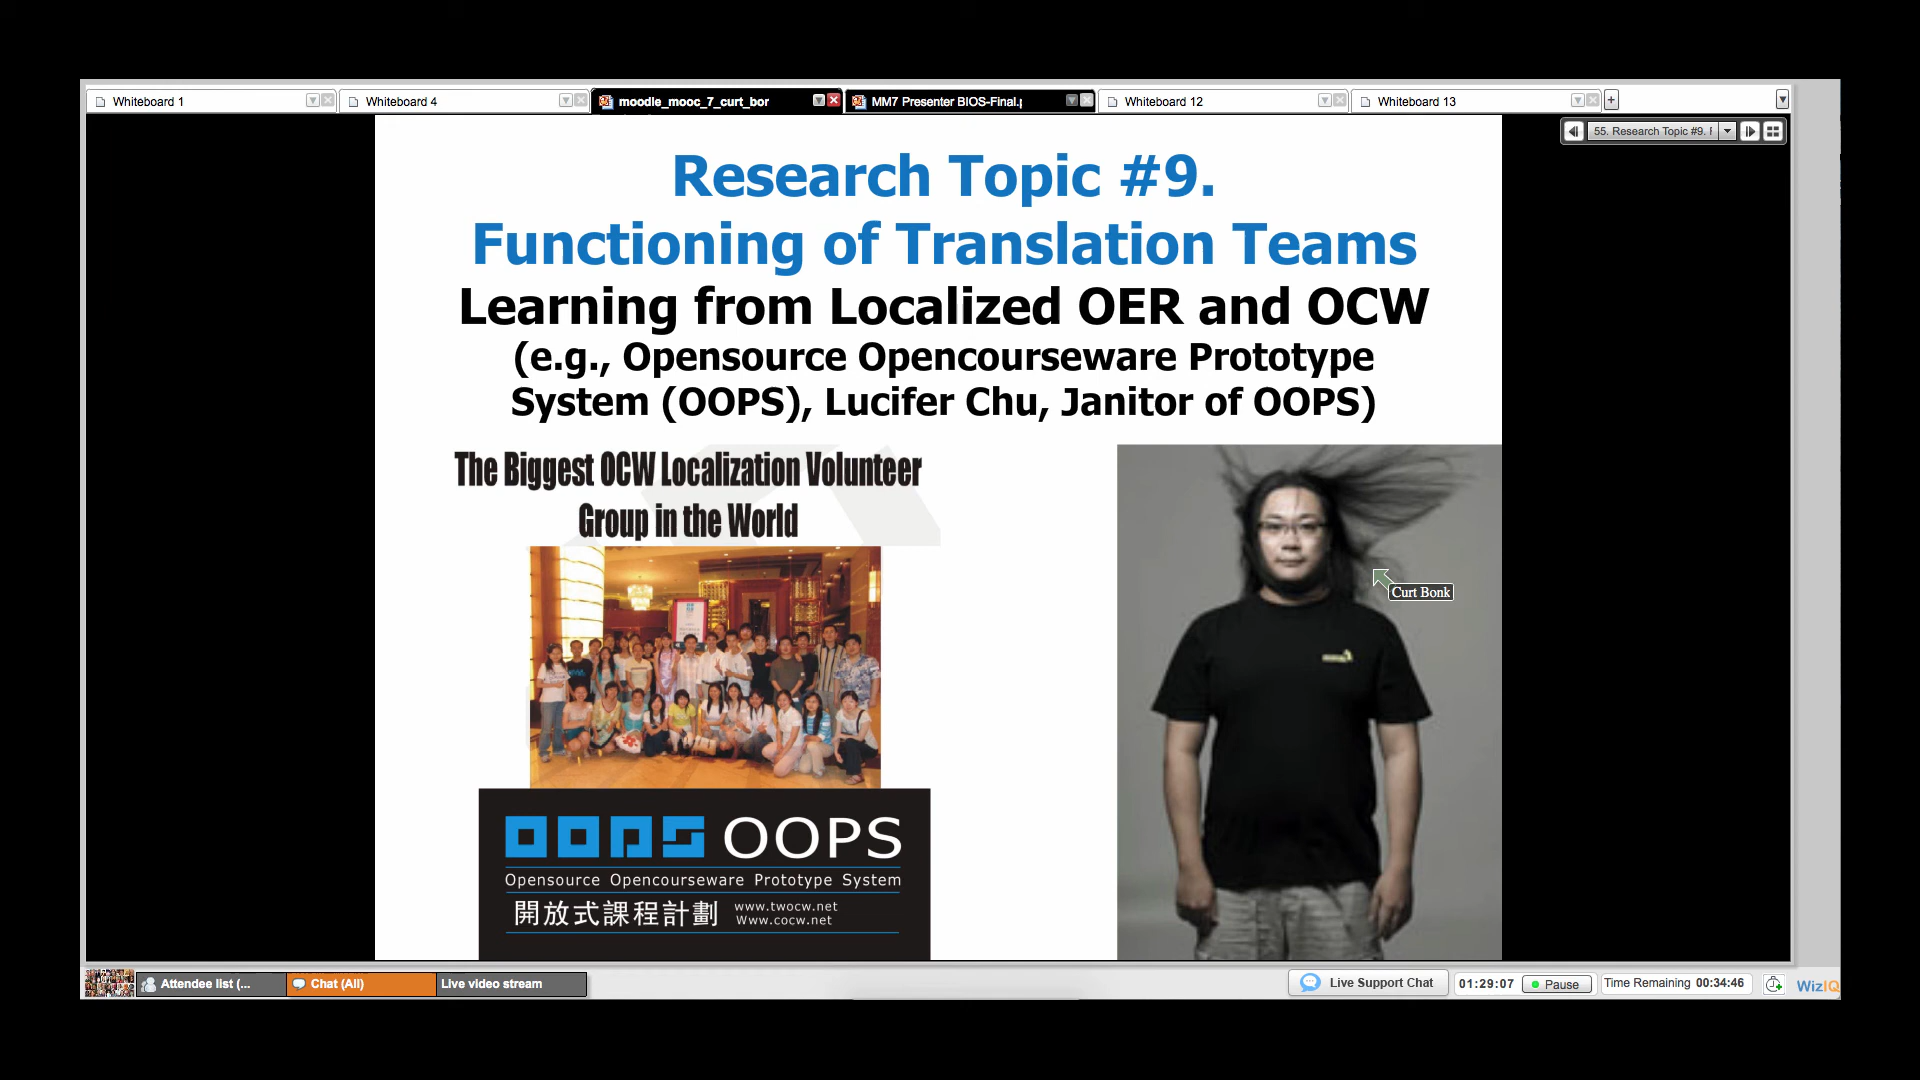 Whiteboard 1
Whiteboard 4
moodle_mooc_7_curt_bor
MM7 Presenter BIOS-Final.p
Whiteboard 12
Whiteboard 13
55. Research Topic #9. F
Research Topic #9.
Functioning of Translation Teams
Learning from Localized OER and OCW
(e.g., Opensource Opencourseware Prototype
System (OOPS), Lucifer Chu, Janitor of OOPS)
The Biggest OCW Localization Volunteer
Group in the World
Curt Bonk
OOPS OOPS
Opensource Opencourseware Prototype System
開放式課程計劃
www.twocw.net
Www.cocw.net
Attendee list (...
Chat (All)
Live video stream
Live Support Chat
01:29:07
Pause
Time Remaining 00:34:46
WizIQ